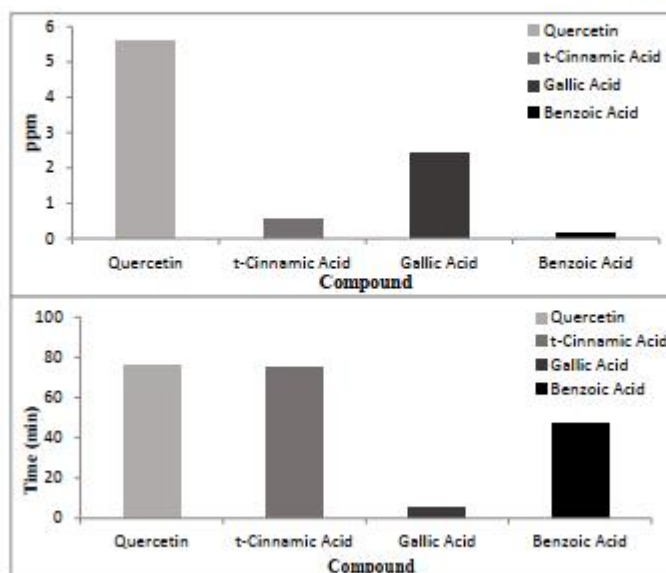 6
5
4
3
2
1
0
ppm
Quercetin
t-Cinnamic Acid
Gallic Acid
Benzoic Acid
Quercetin t-Cinnamic Acid Gallic Acid Benzoic Acid
Compound
100
80
60
40
20
0
Time (min)
Quercetin
t-Cinnamic Acid
Gallic Acid
Benzoic Acid
Quercetin t-Cinnamic Acid Gallic Acid Benzoic Acid
Compound